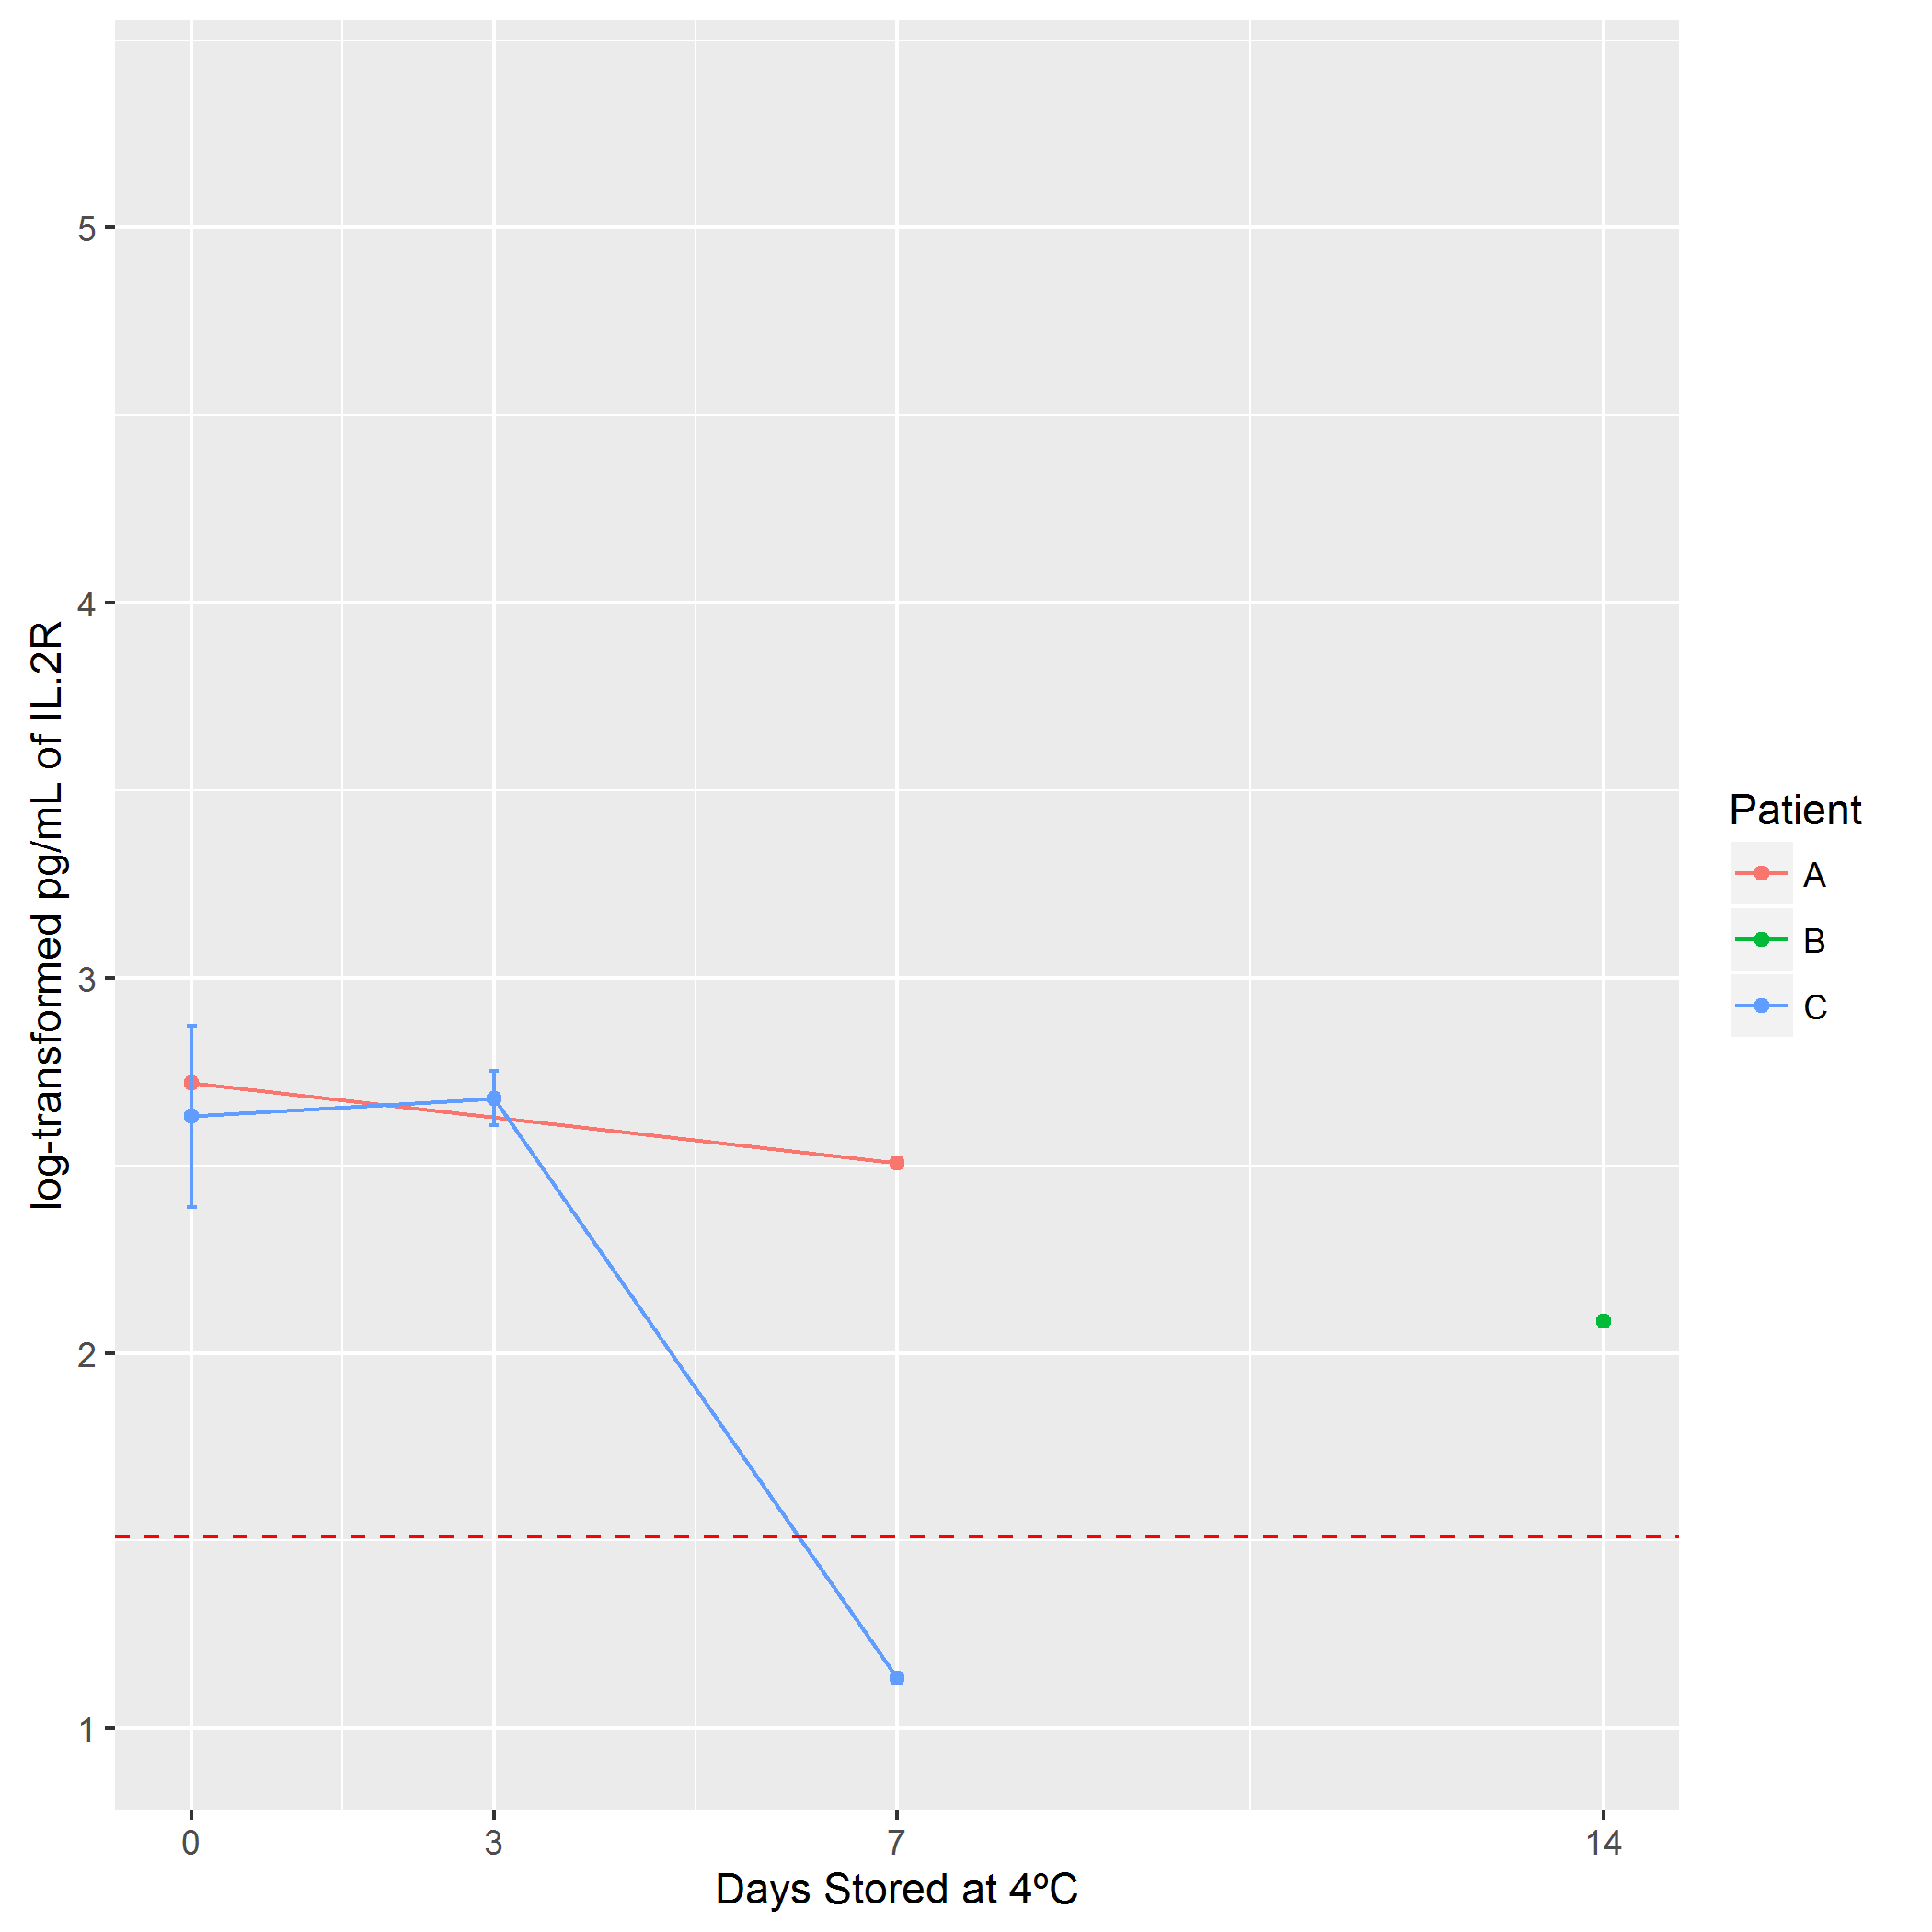 log-transformed pg/mL of IL.2R
5
4
3
2
1
0 3 7 14
Days Stored at 4ºC
Patient
A
B
C